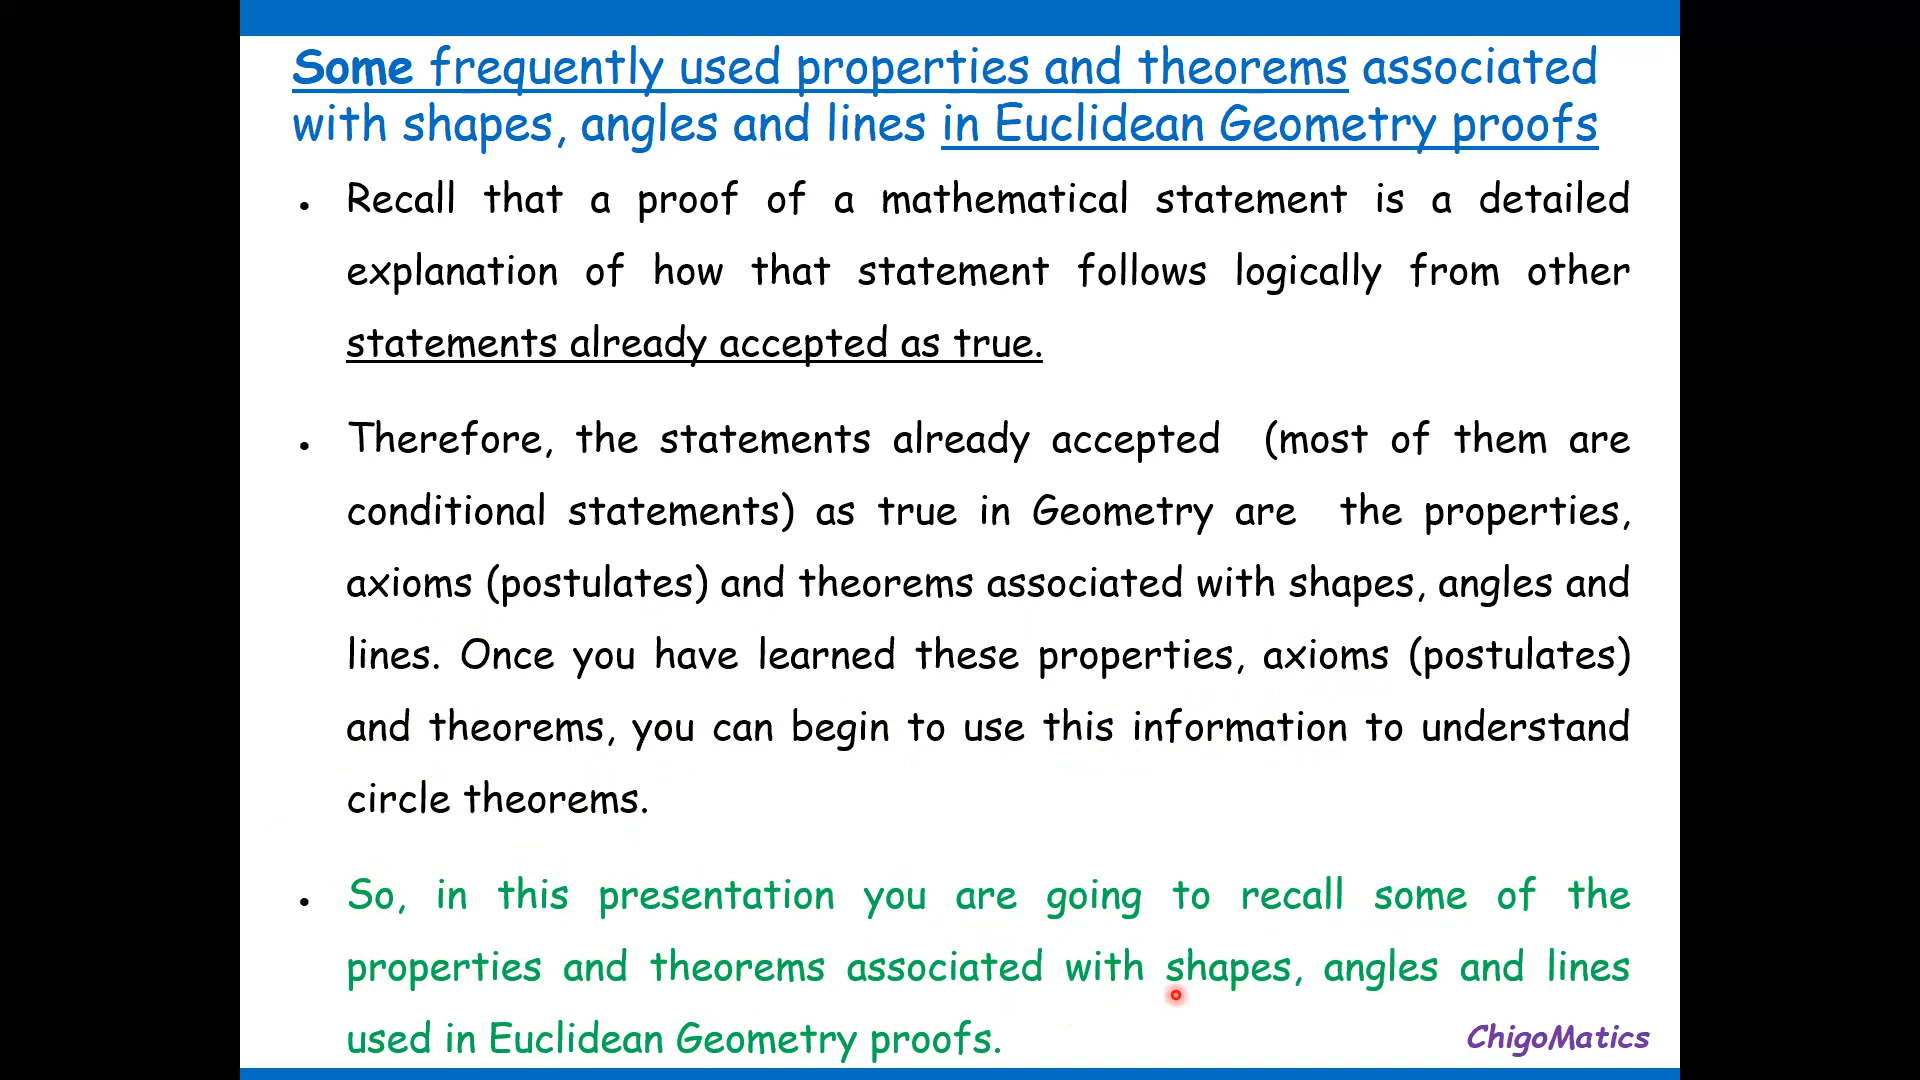 Some frequently used properties and theorems associated
with shapes, angles and lines in Euclidean Geometry proofs
• Recall that a proof of a mathematical statement is a detailed
explanation of how that statement follows logically from other
statements already accepted as true.
• Therefore, the statements already accepted (most of them are
conditional statements) as true in Geometry are the properties,
axioms (postulates) and theorems associated with shapes, angles and
lines. Once you have learned these properties, axioms (postulates)
and theorems, you can begin to use this information to understand
circle theorems.
• So, in this presentation you are going to recall some of the
properties and theorems associated with shapes, angles and lines
used in Euclidean Geometry proofs.
ChigoMatics